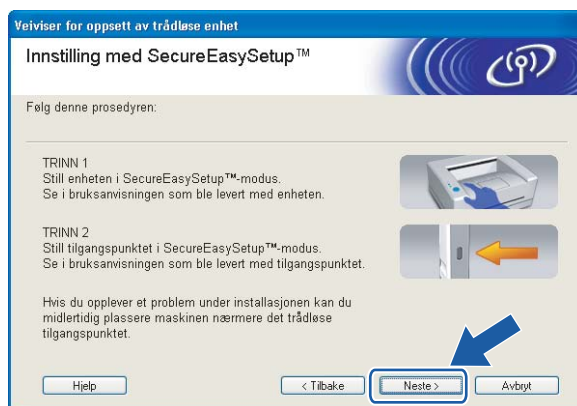 Veiviser for oppsett av trådløse enhet
Innstilling med SecureEasySetup™
Følg denne prosedyren:
TRINN 1
Still enheten i SecureEasySetup™-modus.
Se i bruksanvisningen som ble levert med enheten.
TRINN 2
Still tilgangspunktet i SecureEasySetup™-modus.
Se i bruksanvisningen som ble levert med tilgangspunktet.
Hvis du opplever et problem under installasjonen kan du
midlertidig plassere maskinen nærmere det trådløse
tilgangspunktet.
Hjelp < Tilbake Neste > Avbryt